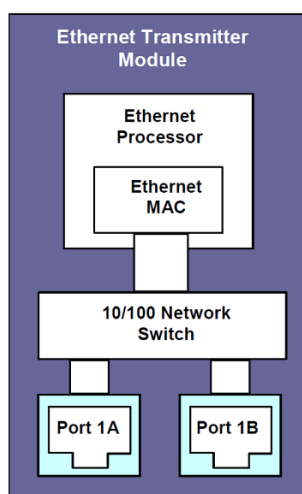 Ethernet Transmitter
Module
Ethernet
Processor
Ethernet
MAC
10/100 Network
Switch
Port 1A
Port 1B